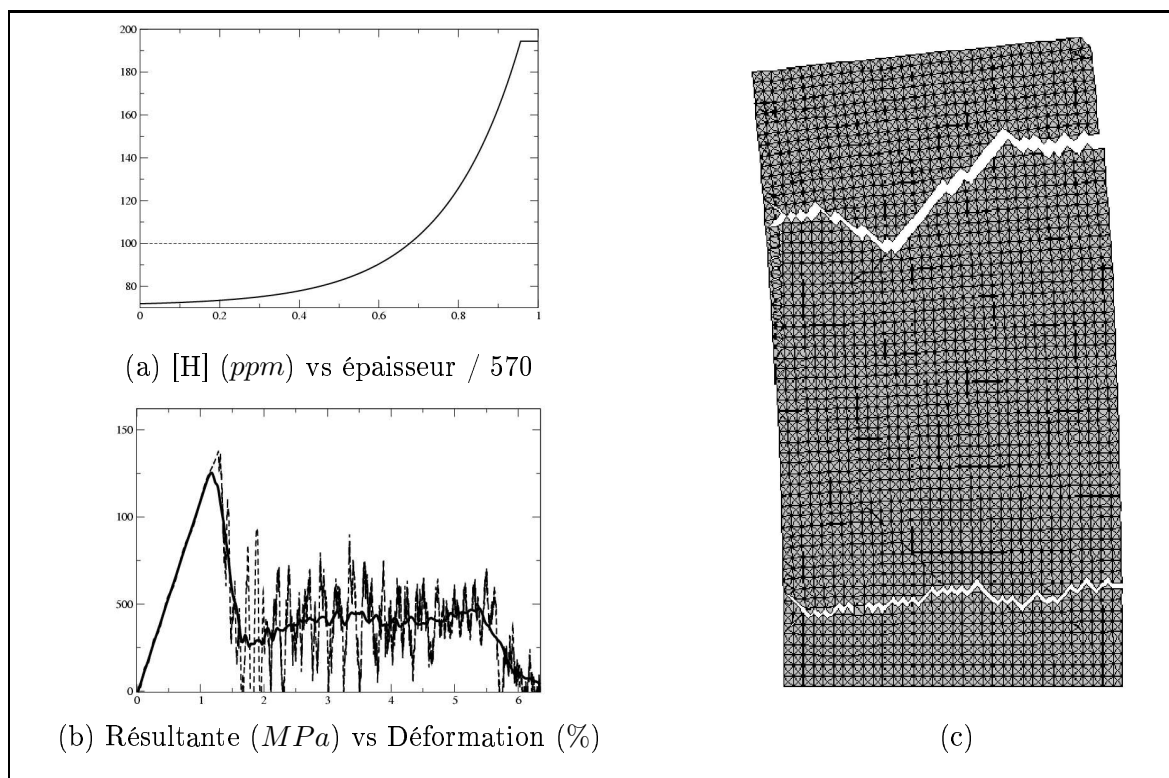 200
180
160
140
120
100
80
0 0.2 0.4 0.6 0.8 1
(a) [H] (ppm) vs épaisseur / 570
150
100
500
0
0 1 2 3 4 5 6
(b) Résultante (MPa) vs Déformation (%)
(c)